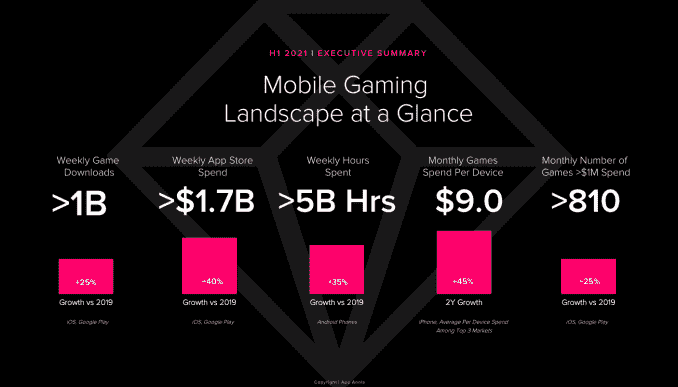 H1 2021 | EXECUTIVE SUMMARY
Mobile Gaming
Landscape at a Glance
Weekly Game
Downloads
>1B
+25%
Growth vs 2019
iOS, Google Play
Weekly App Store
Spend
>$1.7B
+40%
Growth vs 2019
iOS, Google Play
Weekly Hours
Spent
>5B Hrs
+35%
Growth vs 2019
Android Phones
Monthly Games
Spend Per Device
$9.0
+45%
2Y Growth
iPhone, Average Per Device Spend
Among Top 3 Markets
Monthly Number of
Games >$1M Spend
>810
+25%
Growth vs 2019
iOS, Google Play
Copyright | App Annie